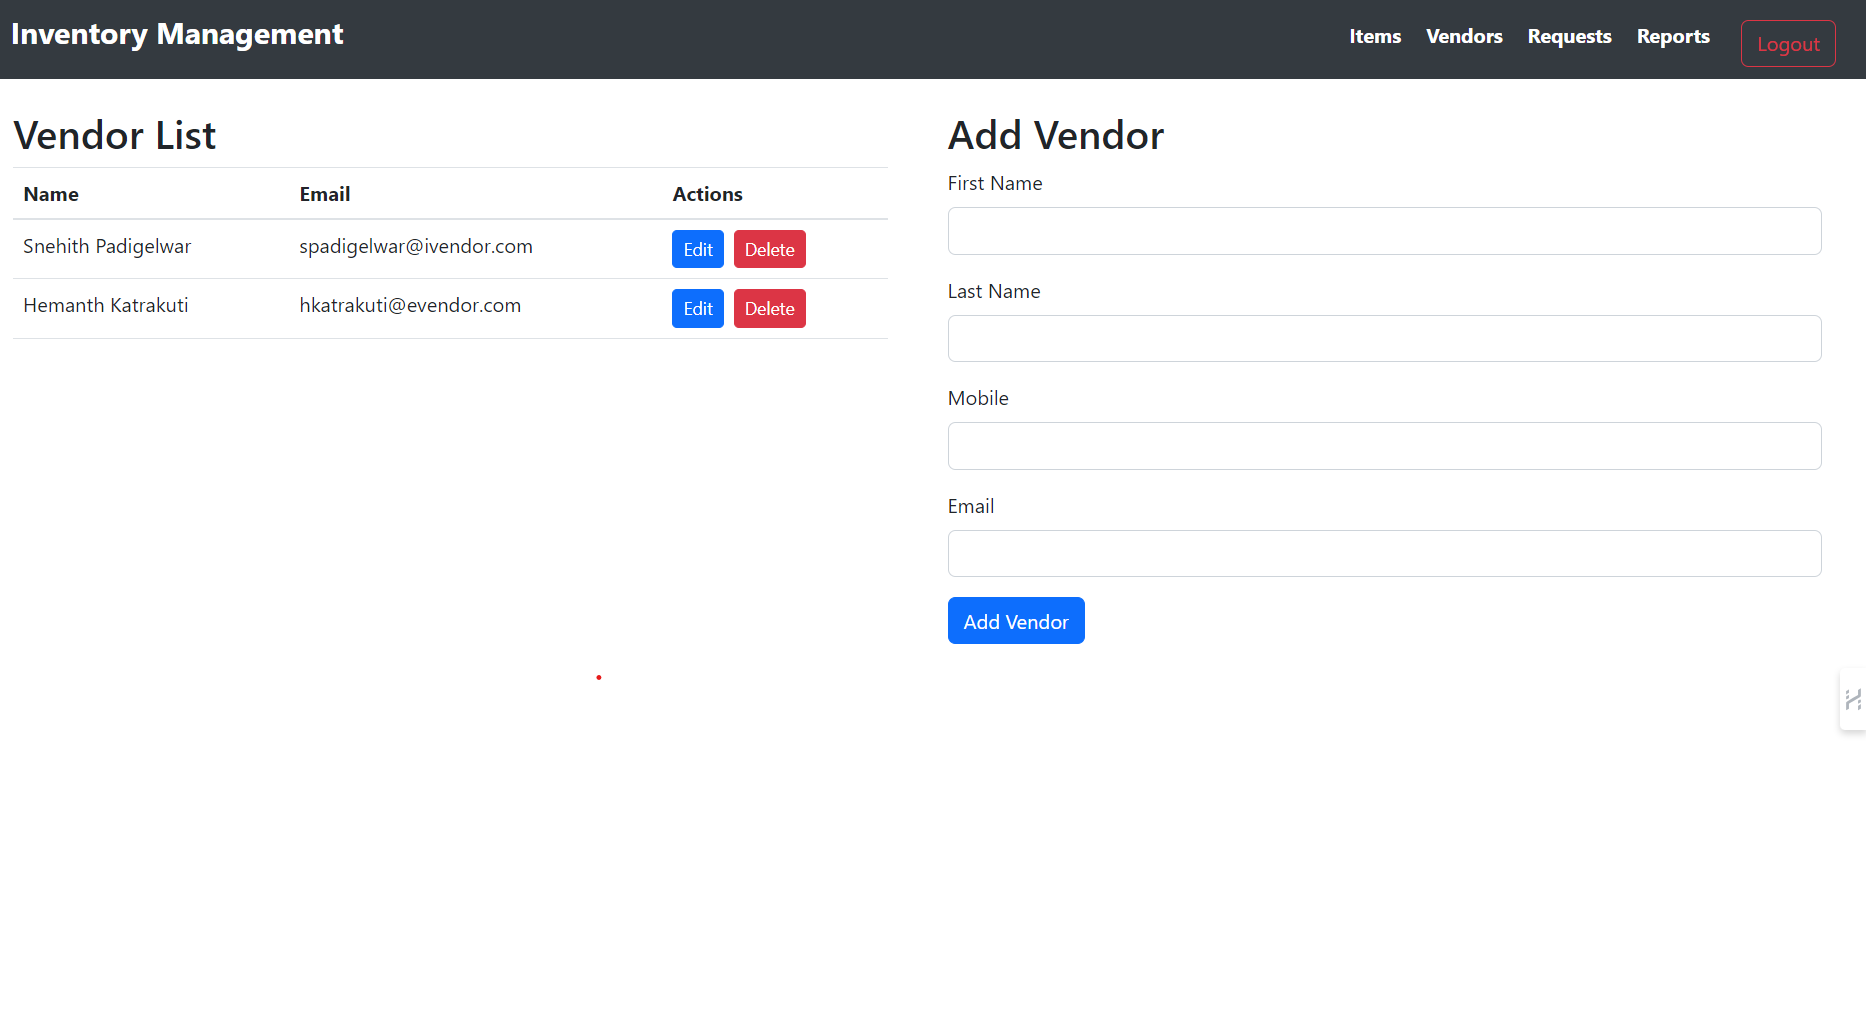 Inventory Management
Items Vendors Requests Reports Logout
Vendor List
Name Email Actions
Snehith Padigelwar spadigelwar@ivendor.com Edit Delete
Hemanth Katrakuti hkatrakuti@evendor.com Edit Delete
Add Vendor
First Name
Last Name
Mobile
Email
Add Vendor